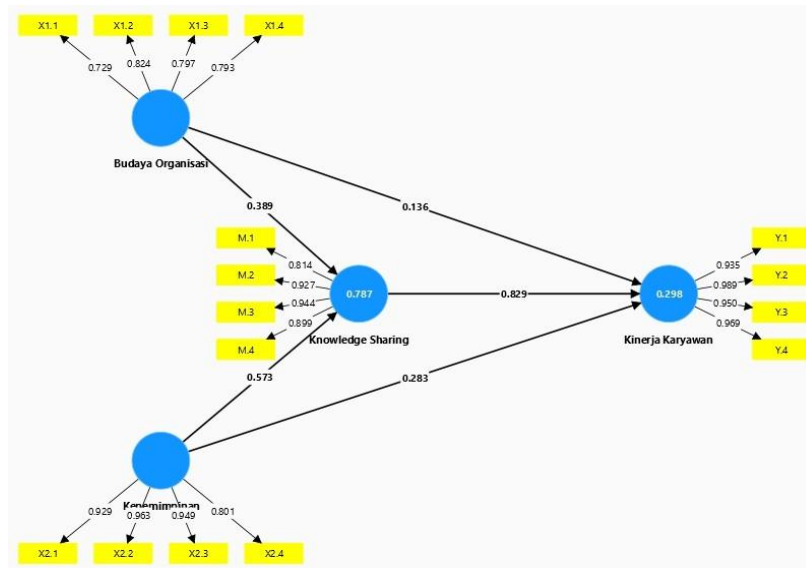 X1.1 X1.2 X1.3 X1.4
0.729 0.824 0.797 0.793
Budaya Organisasi
0.389 0.136
M.1 0.814
M.2 0.927
M.3 0.944
M.4 0.899
0.787
Knowledge Sharing
0.829
0.298
Kinerja Karyawan
0.935 Y.1
0.989 Y.2
0.950 Y.3
0.969 Y.4
0.573 0.283
Kepemimpinan
0.929 0.963 0.949 0.801
X2.1 X2.2 X2.3 X2.4